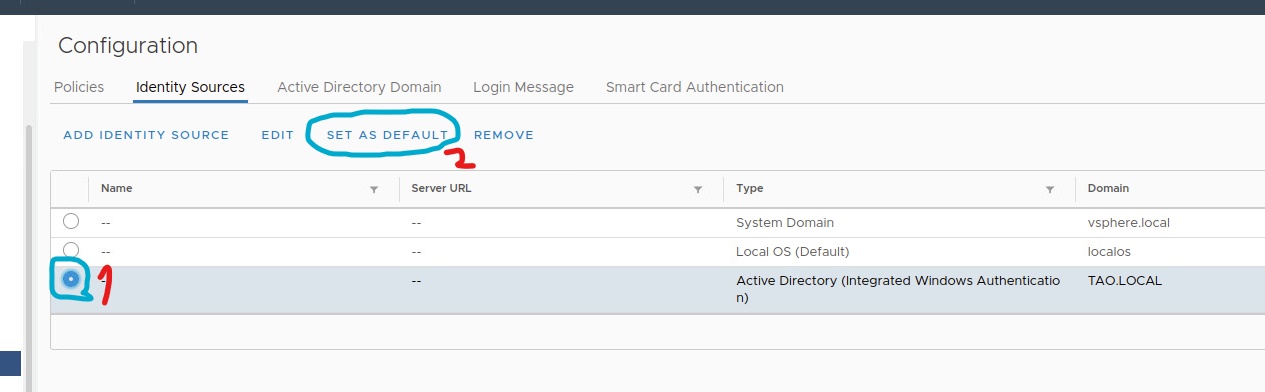 Configuration
Policies Identity Sources Active Directory Domain Login Message Smart Card Authentication
ADD IDENTITY SOURCE EDIT SET AS DEFAULT REMOVE
2
Name Server URL Type Domain
-- -- System Domain vsphere.local
-- -- Local OS (Default) localos
1 -- -- Active Directory (Integrated Windows Authenticatio TAO.LOCAL
n)